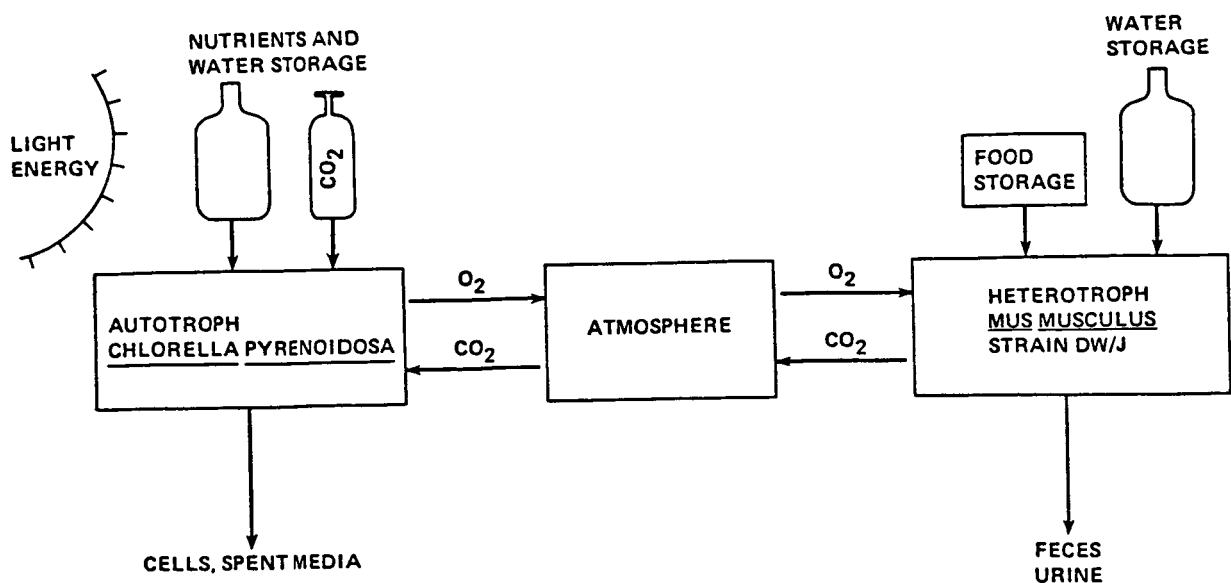 NUTRIENTS AND
WATER STORAGE
WATER
STORAGE
LIGHT
ENERGY
CO2
FOOD
STORAGE
O2
O2
AUTOTROPH
CHLORELLA PYRENOIDOSA
ATMOSPHERE
HETEROTROPH
MUS MUSCULUS
STRAIN DW/J
CO2
CO2
CELLS, SPENT MEDIA
FECES
URINE